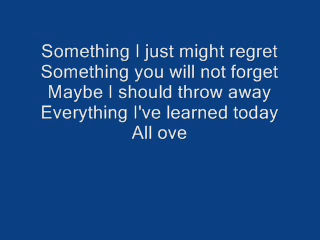 Something I just might regret
Something you will not forget
Maybe I should throw away
Everything I've learned today
All ove